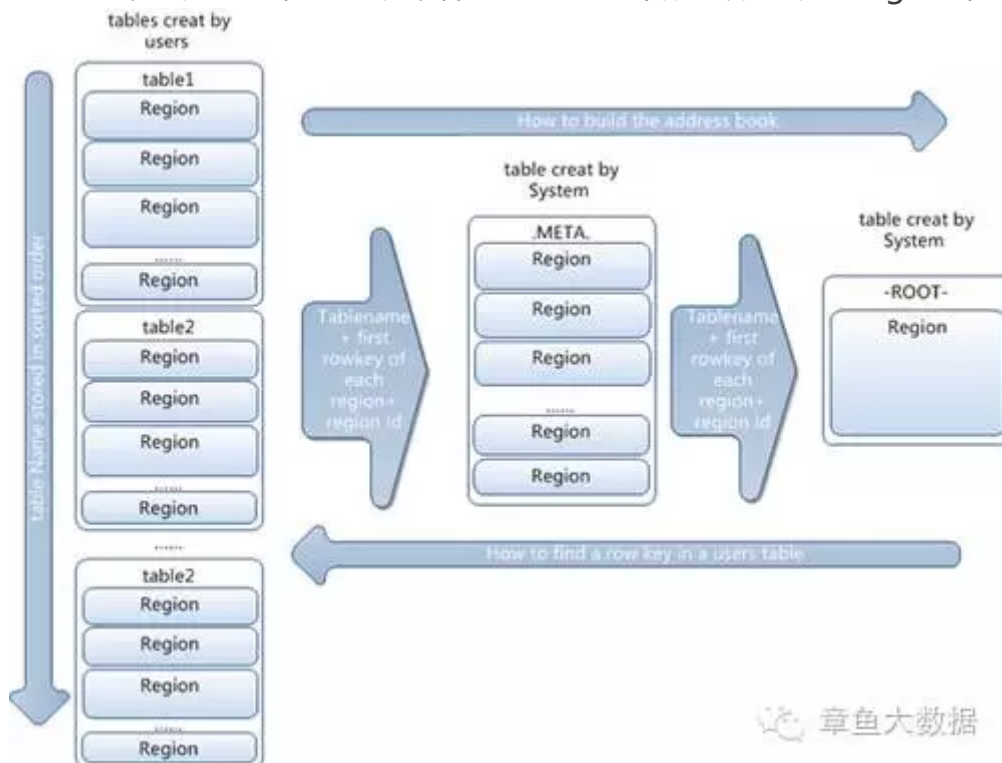 tables creat by
users
table1
Region
Region
Region
......
Region
table2
Region
Region
Region
......
Region
......
table2
Region
Region
Region
......
Region
table Name stored in sorted order
How to build the address book
Tablename
+ first
rowkey of
each
region+
region id
table creat by
System
.META.
Region
Region
Region
......
Region
Region
Tablename
+ first
rowkey of
each
region+
region id
table creat by
System
-ROOT-
Region
How to find a row key in a users table
章鱼大数据